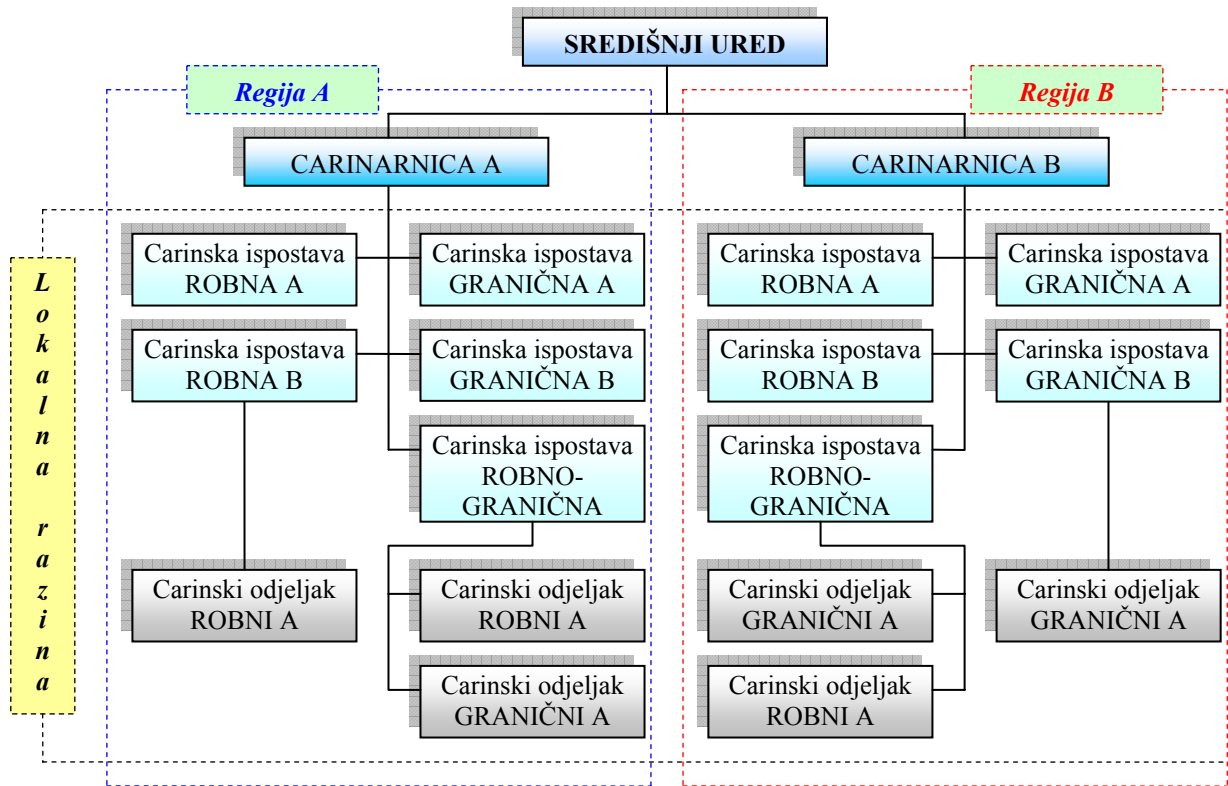 SREDIŠNJI URED
Regija A
Regija B
CARINARNICA A
CARINARNICA B
Lokalna razina
Carinska ispostava
ROBNA A
Carinska ispostava
GRANIČNA A
Carinska ispostava
ROBNA A
Carinska ispostava
GRANIČNA A
Carinska ispostava
ROBNA B
Carinska ispostava
GRANIČNA B
Carinska ispostava
ROBNA B
Carinska ispostava
GRANIČNA B
Carinska ispostava
ROBNO-
GRANIČNA
Carinska ispostava
ROBNO-
GRANIČNA
Carinski odjeljak
ROBNI A
Carinski odjeljak
ROBNI A
Carinski odjeljak
GRANIČNI A
Carinski odjeljak
GRANIČNI A
Carinski odjeljak
GRANIČNI A
Carinski odjeljak
ROBNI A